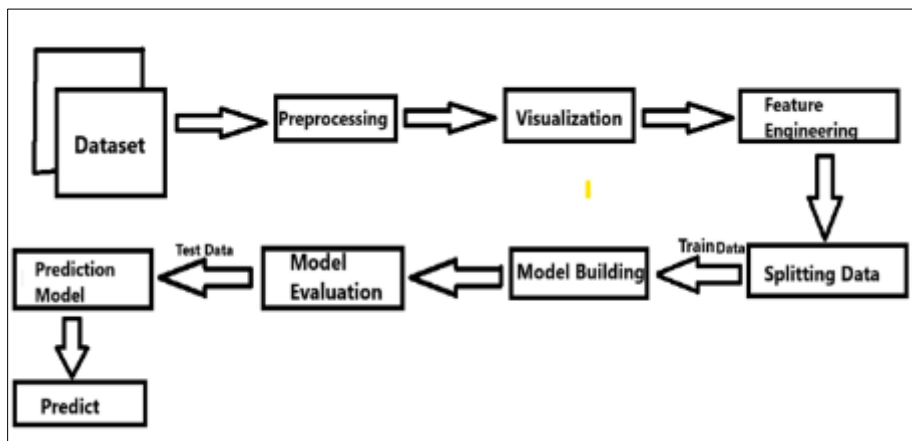 Dataset
Preprocessing
Visualization
Feature
Engineering
Splitting Data
Train Data
Model Building
Model
Evaluation
Test Data
Prediction
Model
Predict